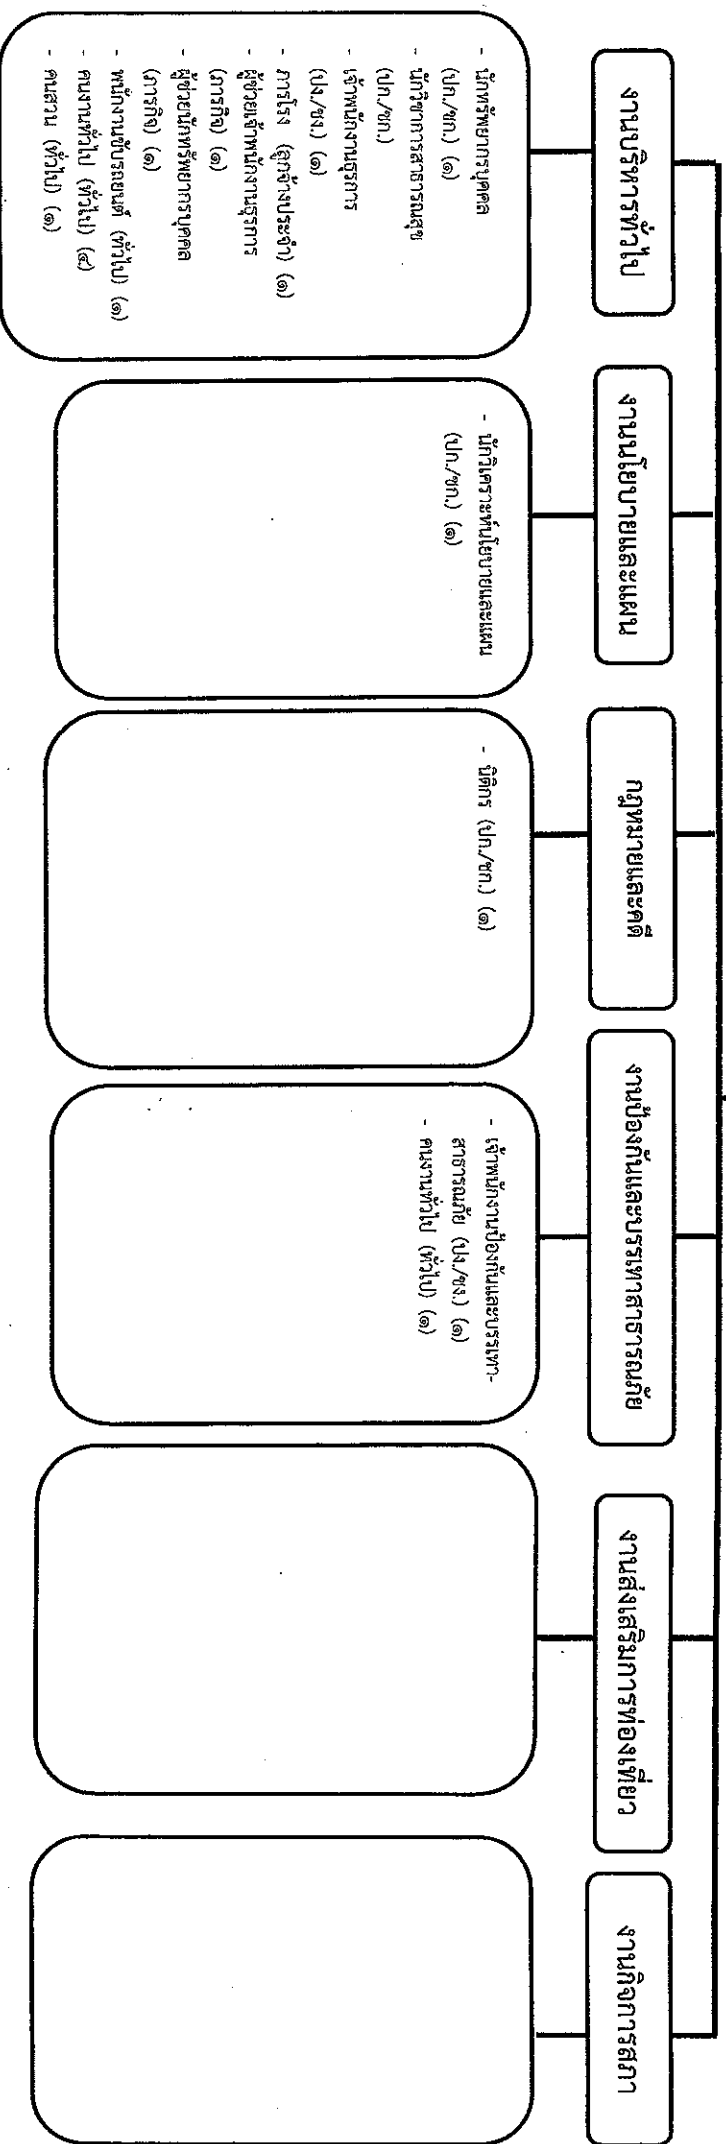 งานบริหารทั่วไป
- นักทรัพยากรบุคคล
(ปก./ชก.) (๑)
- นักวิชาการสาธารณสุข
(ปก./ชก.)
- เจ้าพนักงานธุรการ
(ปง./ชง.) (๑)
- ภารโรง (ลูกจ้างประจำ) (๑)
- ผู้ช่วยเจ้าพนักงานธุรการ
(ภารกิจ) (๑)
- ผู้ช่วยนักทรัพยากรบุคคล
(ภารกิจ) (๑)
- พนักงานขับรถยนต์ (ทั่วไป) (๑)
- คนงานทั่วไป (ทั่วไป) (๔)
- คนสวน (ทั่วไป) (๑)
งานนโยบายและแผน
- นักวิเคราะห์นโยบายและแผน
(ปก./ชก.) (๑)
กฎหมายและคดี
- นิติกร (ปก./ชก.) (๑)
งานป้องกันและบรรเทาสาธารณภัย
- เจ้าพนักงานป้องกันและบรรเทา-
สาธารณภัย (ปง./ชง.) (๑)
- คนงานทั่วไป (ทั่วไป) (๑)
งานส่งเสริมการท่องเที่ยว
งานกิจการสภา